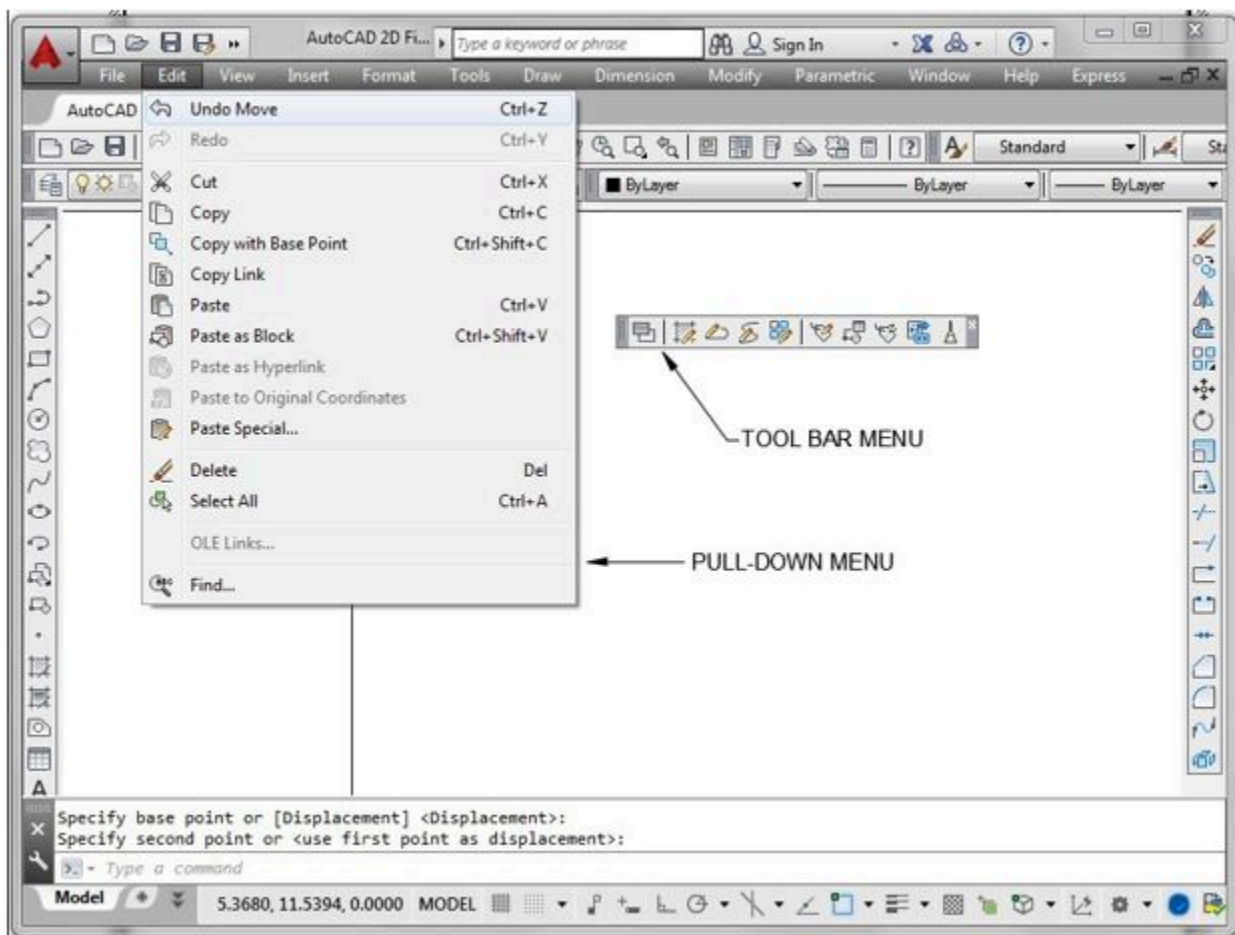 AutoCAD 2D Fi... Type a keyword or phrase Sign In
File Edit View Insert Format Tools Draw Dimension Modify Parametric Window Help Express
AutoCAD
Undo Move Ctrl+Z
Redo Ctrl+Y
Standard
ByLayer ByLayer ByLayer
Cut Ctrl+X
Copy Ctrl+C
Copy with Base Point Ctrl+Shift+C
Copy Link
Paste Ctrl+V
Paste as Block Ctrl+Shift+V
Paste as Hyperlink
Paste to Original Coordinates
Paste Special...
Delete Del
Select All Ctrl+A
OLE Links...
Find...
TOOL BAR MENU
PULL-DOWN MENU
A
Specify base point or [Displacement] <Displacement>:
Specify second point or <use first point as displacement>:
Type a command
Model 5.3680, 11.5394, 0.0000 MODEL